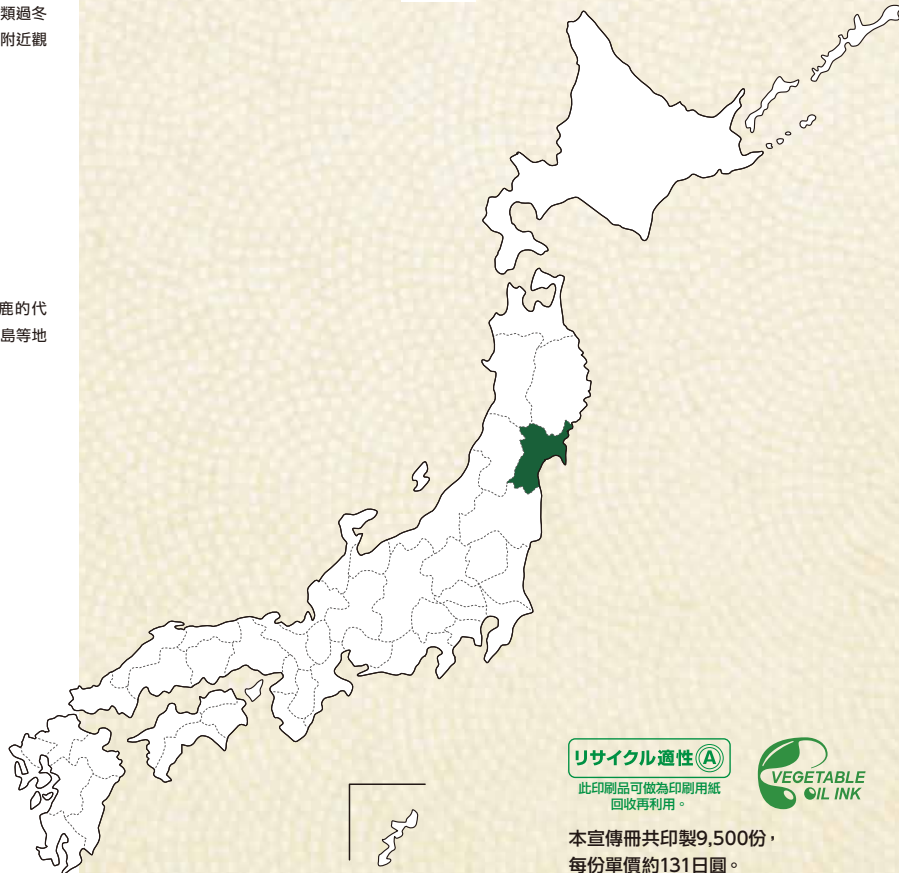 類過冬
附近觀
鹿的代
島等地
リサイクル適性Ⓐ
此印刷品可做為印刷用紙
回收再利用。
VEGETABLE
OIL INK
本宣傳冊共印製9,500份，
每份單價約131日圓。